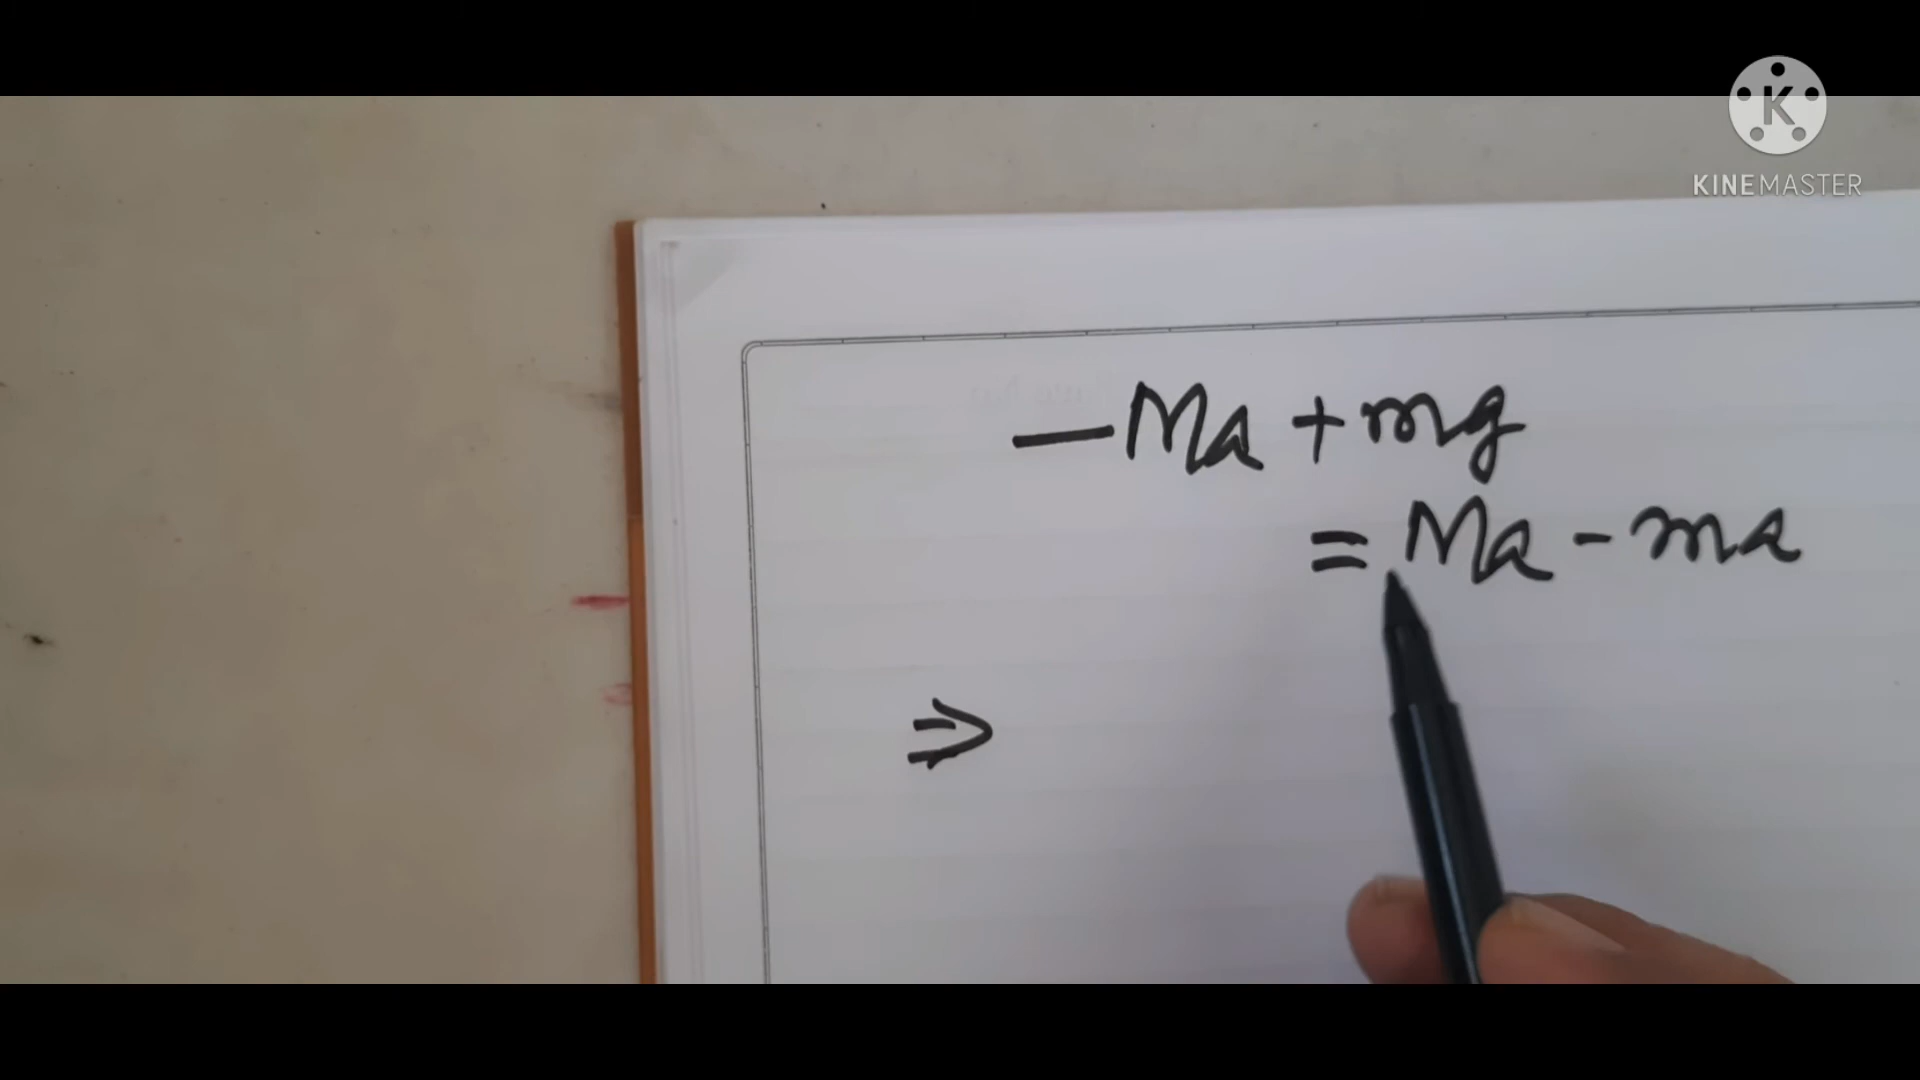 K
KINEMASTER
— Ma + mg
= Ma - ma
⇒